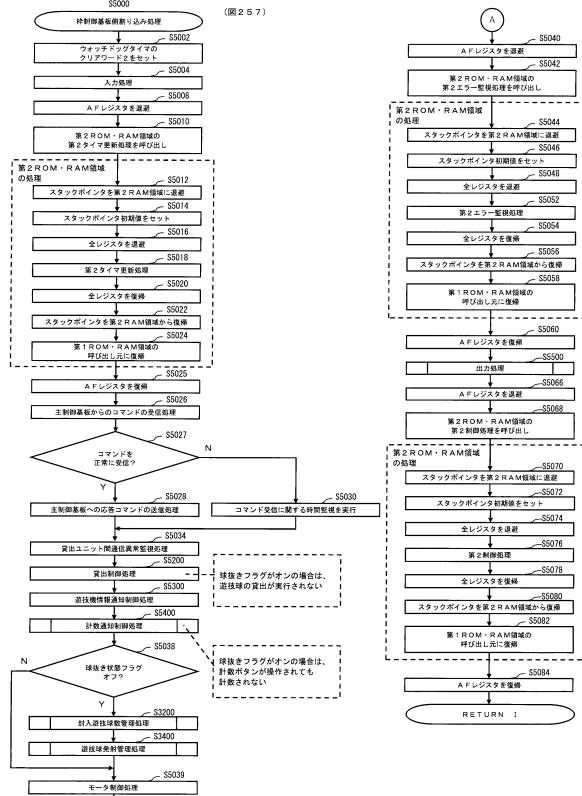 (図257)
S5000
枠制御基板側割り込み処理
S5002
ウォッチドッグタイマの
クリアワード2をセット
S5004
入力処理
S5008
AFレジスタを退避
S5010
第2ROM・RAM領域の
第2タイマ更新処理を呼び出し
第2ROM・RAM領域
の処理
S5012
スタックポインタを第2RAM領域に退避
S5014
スタックポインタ初期値をセット
S5016
全レジスタを退避
S5018
第2タイマ更新処理
S5020
全レジスタを復帰
S5022
スタックポインタを第2RAM領域から復帰
S5024
第1ROM・RAM領域の
呼び出し元に復帰
S5025
AFレジスタを復帰
S5026
主制御基板からのコマンドの受信処理
S5027
コマンドを
正常に受信?
N
Y
S5028
主制御基板への応答コマンドの送信処理
S5030
コマンド受信に関する時間監視を実行
S5034
貸出ユニット間通信異常監視処理
S5200
貸出制御処理
球抜きフラグがオンの場合は、
遊技球の貸出が実行されない
S5300
遊技機情報通知制御処理
S5400
計数通知制御処理
球抜きフラグがオンの場合は、
計数ボタンが操作されても
計数されない
S5038
球抜き状態フラグ
オフ?
N
Y
S3200
封入遊技球数管理処理
S3400
遊技球発射管理処理
S5039
モータ制御処理
A
S5040
AFレジスタを退避
S5042
第2ROM・RAM領域の
第2エラー監視処理を呼び出し
第2ROM・RAM領域
の処理
S5044
スタックポインタを第2RAM領域に退避
S5046
スタックポインタ初期値をセット
S5048
全レジスタを退避
S5052
第2エラー監視処理
S5054
全レジスタを復帰
S5056
スタックポインタを第2RAM領域から復帰
S5058
第1ROM・RAM領域の
呼び出し元に復帰
S5060
AFレジスタを復帰
S5500
出力処理
S5066
AFレジスタを退避
S5068
第2ROM・RAM領域の
第2制御処理を呼び出し
第2ROM・RAM領域
の処理
S5070
スタックポインタを第2RAM領域に退避
S5072
スタックポインタ初期値をセット
S5074
全レジスタを退避
S5076
第2制御処理
S5078
全レジスタを復帰
S5080
スタックポインタを第2RAM領域から復帰
S5082
第1ROM・RAM領域の
呼び出し元に復帰
S5084
AFレジスタを復帰
RETURN I